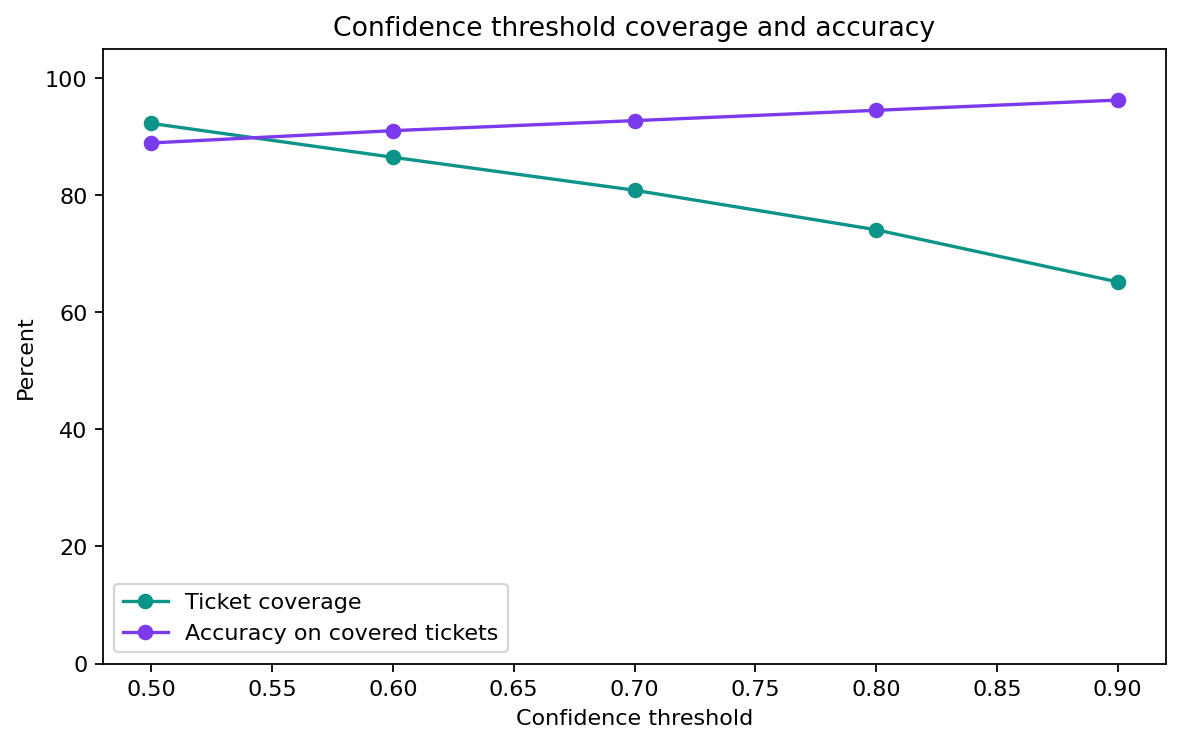 Confidence threshold coverage and accuracy
100
80
60
40
20
0
Percent
Ticket coverage
Accuracy on covered tickets
0.50 0.55 0.60 0.65 0.70 0.75 0.80 0.85 0.90
Confidence threshold